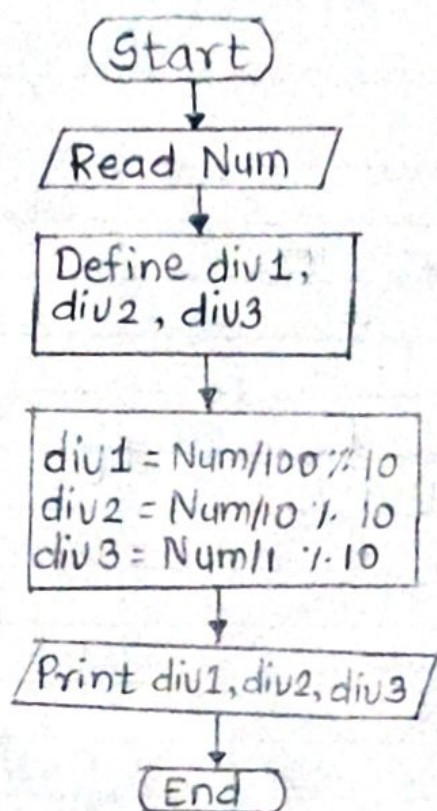 Start
Read Num
Define div1,
div2, div3
div1 = Num/100 % 10
div2 = Num/10 % 10
div3 = Num/1 % 10
Print div1, div2, div3
End